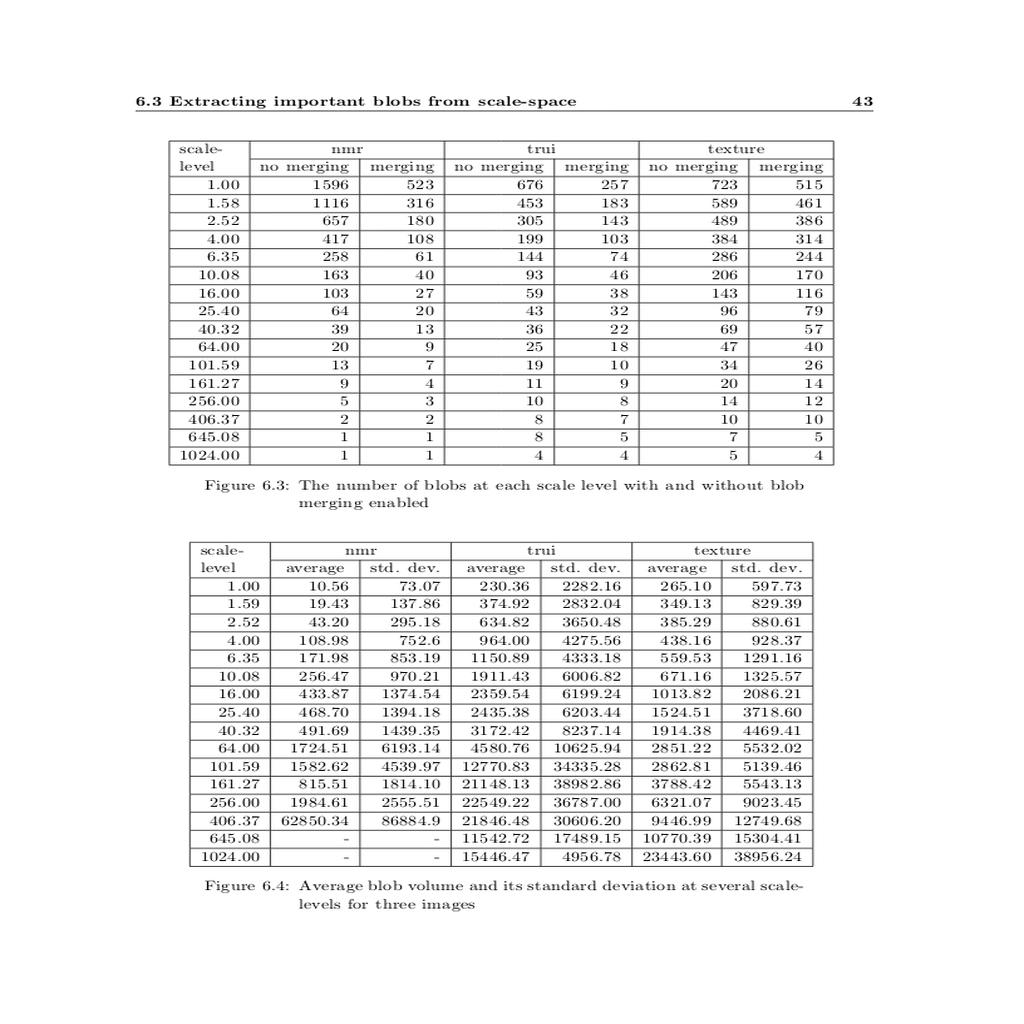 6.3 Extracting important blobs from scale-space 43
scale- nmr trui texture
level no merging merging no merging merging no merging merging
1.00 1596 523 676 257 723 515
1.58 1116 316 453 183 589 461
2.52 657 180 305 143 489 386
4.00 417 108 199 103 384 314
6.35 258 61 144 74 286 244
10.08 163 40 93 46 206 170
16.00 103 27 59 38 143 116
25.40 64 20 43 32 96 79
40.32 39 13 36 22 69 57
64.00 20 9 25 18 47 40
101.59 13 7 19 10 34 26
161.27 9 4 11 9 20 14
256.00 5 3 10 8 14 12
406.37 2 2 8 7 10 10
645.08 1 1 8 5 7 5
1024.00 1 1 4 4 5 4
Figure 6.3: The number of blobs at each scale level with and without blob
merging enabled
scale- nmr trui texture
level average std. dev. average std. dev. average std. dev.
1.00 10.56 73.07 230.36 2282.16 265.10 597.73
1.59 19.43 137.86 374.92 2832.04 349.13 829.39
2.52 43.20 295.18 634.82 3650.48 385.29 880.61
4.00 108.98 752.6 964.00 4275.56 438.16 928.37
6.35 171.98 853.19 1150.89 4333.18 559.53 1291.16
10.08 256.47 970.21 1911.43 6006.82 671.16 1325.57
16.00 433.87 1374.54 2359.54 6199.24 1013.82 2086.21
25.40 468.70 1394.18 2435.38 6203.44 1524.51 3718.60
40.32 491.69 1439.35 3172.42 8237.14 1914.38 4469.41
64.00 1724.51 6193.14 4580.76 10625.94 2851.22 5532.02
101.59 1582.62 4539.97 12770.83 34335.28 2862.81 5139.46
161.27 815.51 1814.10 21148.13 38982.86 3788.42 5543.13
256.00 1984.61 2555.51 22549.22 36787.00 6321.07 9023.45
406.37 62850.34 86884.9 21846.48 30606.20 9446.99 12749.68
645.08 - - 11542.72 17489.15 10770.39 15304.41
1024.00 - - 15446.47 4956.78 23443.60 38956.24
Figure 6.4: Average blob volume and its standard deviation at several scale-
levels for three images